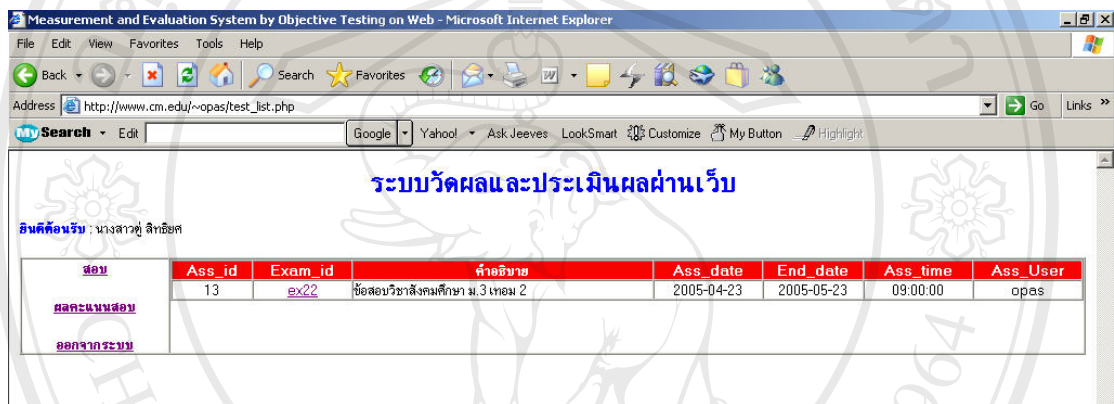 Measurement and Evaluation System by Objective Testing on Web - Microsoft Internet Explorer
File Edit View Favorites Tools Help
Back Search Favorites
Address http://www.cm.edu/~opas/test_list.php Go Links »
My Search Edit Google Yahoo! Ask Jeeves LookSmart Customize My Button Highlight
ระบบวัดผลและประเมินผลผ่านเว็บ
ยินดีต้อนรับ : นางสาวตู่ สิทธิยศ
สอบ
ผลคะแนนสอบ
ออกจากระบบ
Ass_id Exam_id คำอธิบาย Ass_date End_date Ass_time Ass_User
13 ex22 ข้อสอบวิชาสังคมศึกษา ม.3 เทอม 2 2005-04-23 2005-05-23 09:00:00 opas
1964